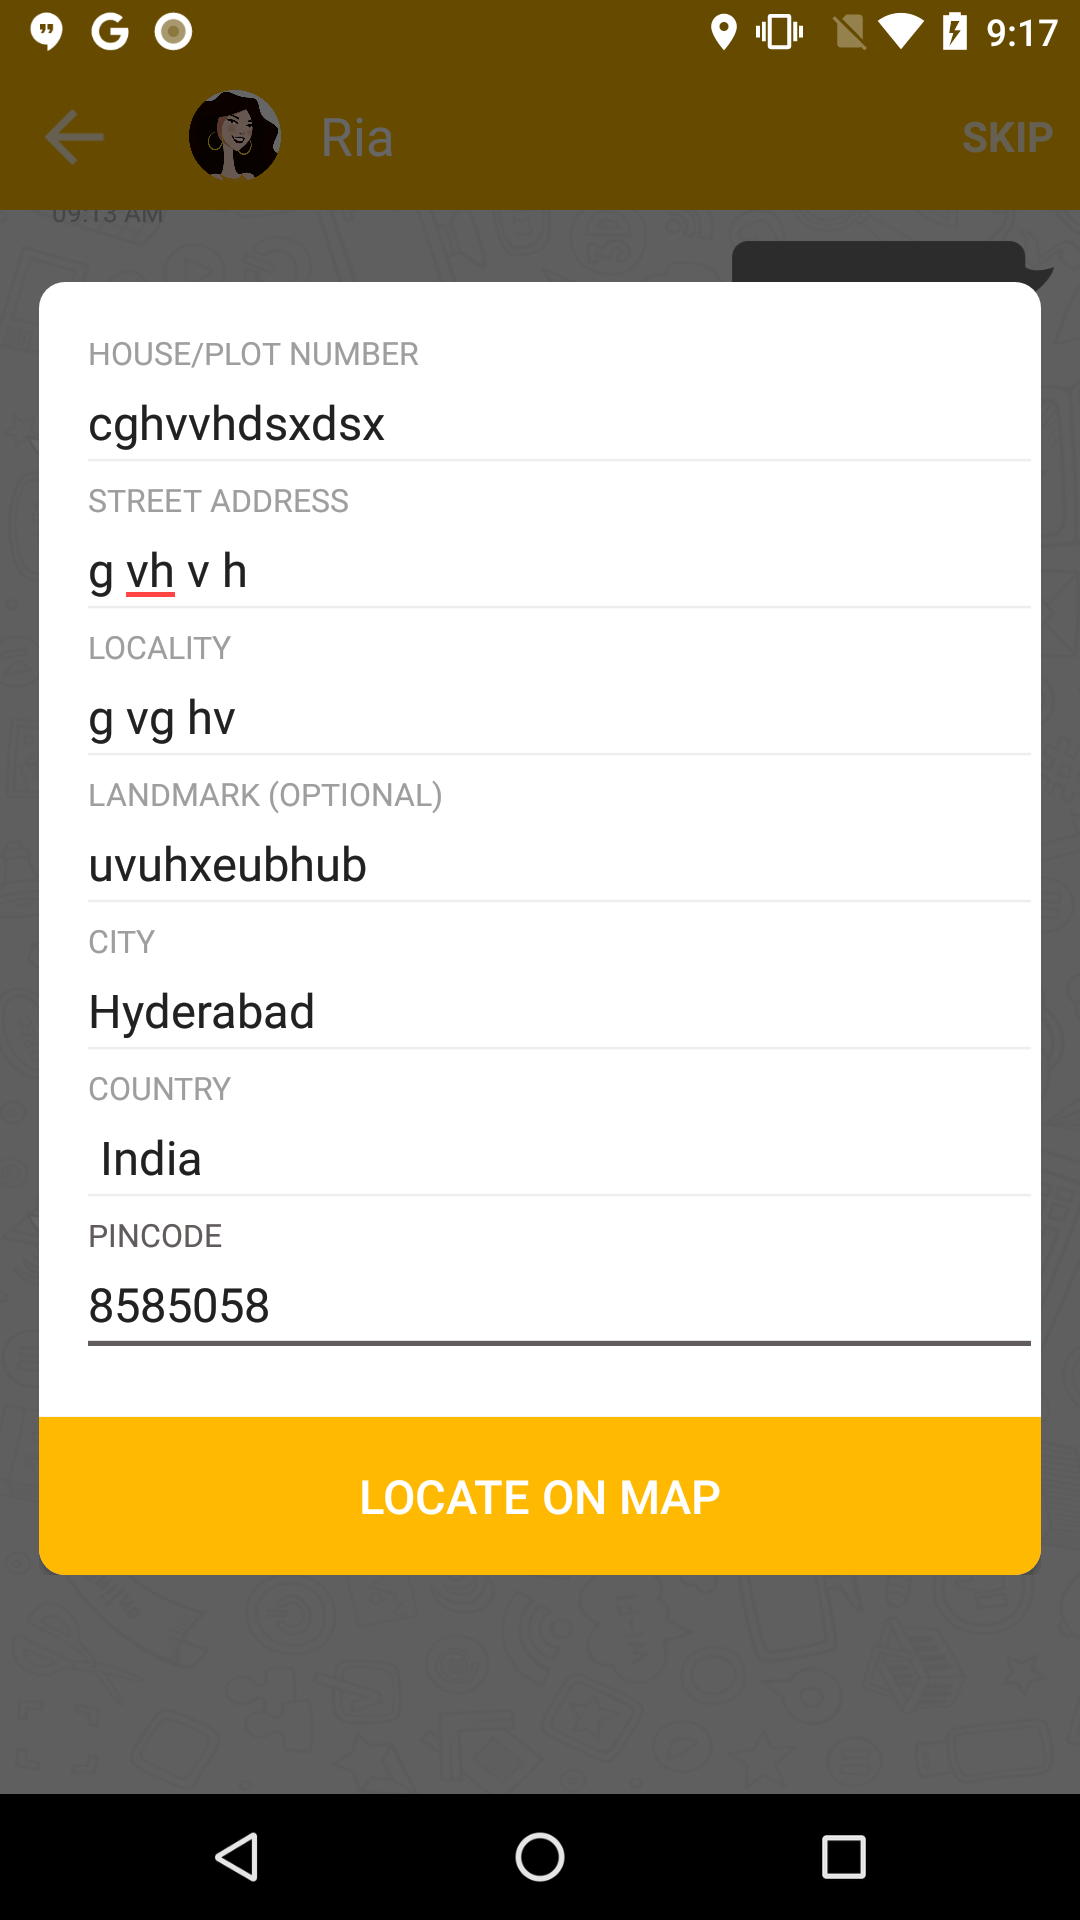 9:17
Ria
SKIP
09:13 AM
HOUSE/PLOT NUMBER
cghvvhdsxdsx
STREET ADDRESS
g vh v h
LOCALITY
g vg hv
LANDMARK (OPTIONAL)
uvuhxeubhub
CITY
Hyderabad
COUNTRY
India
PINCODE
8585058
LOCATE ON MAP